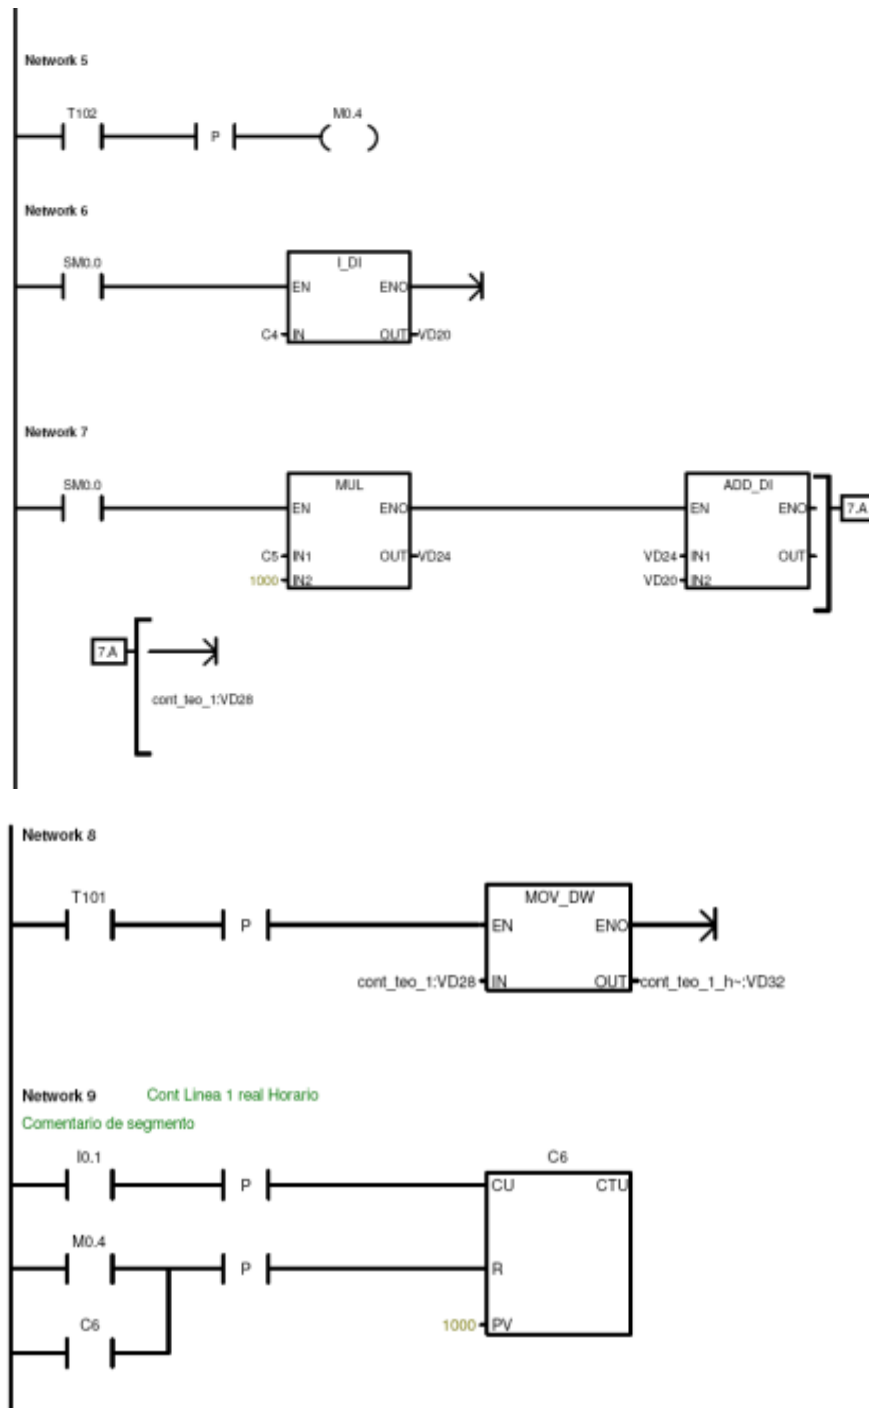 Network 5
T102 P M0.4
Network 6
SM0.0 I_DI
EN ENO
C4 IN OUT VD20
Network 7
SM0.0 MUL ADD_DI
EN ENO EN ENO 7.A
C5 IN1 OUT VD24 VD24 IN1 OUT
1000 IN2 VD20 IN2
7.A
cont_teo_1:VD28
Network 8
T101 MOV_DW
P EN ENO
cont_teo_1:VD28 IN OUT cont_teo_1_h~:VD32
Network 9 Cont Linea 1 real Horario
Comentario de segmento
I0.1 C6
P CU CTU
M0.4
P R
C6
1000 PV